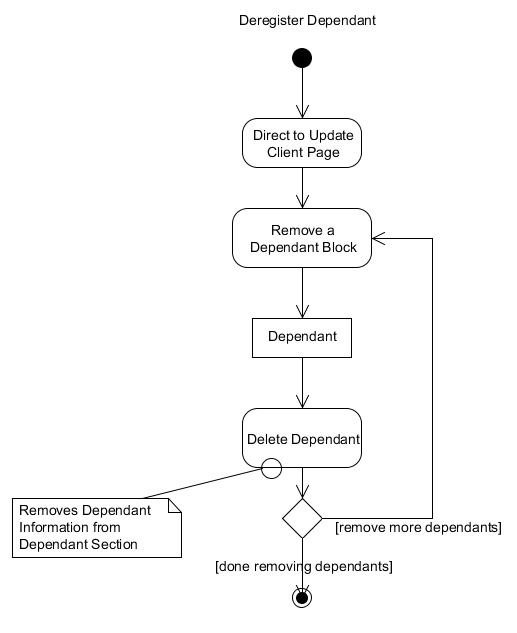 Deregister Dependant
Direct to Update
Client Page
Remove a
Dependant Block
Dependant
Delete Dependant
Removes Dependant
Information from
Dependant Section
[remove more dependants]
[done removing dependants]